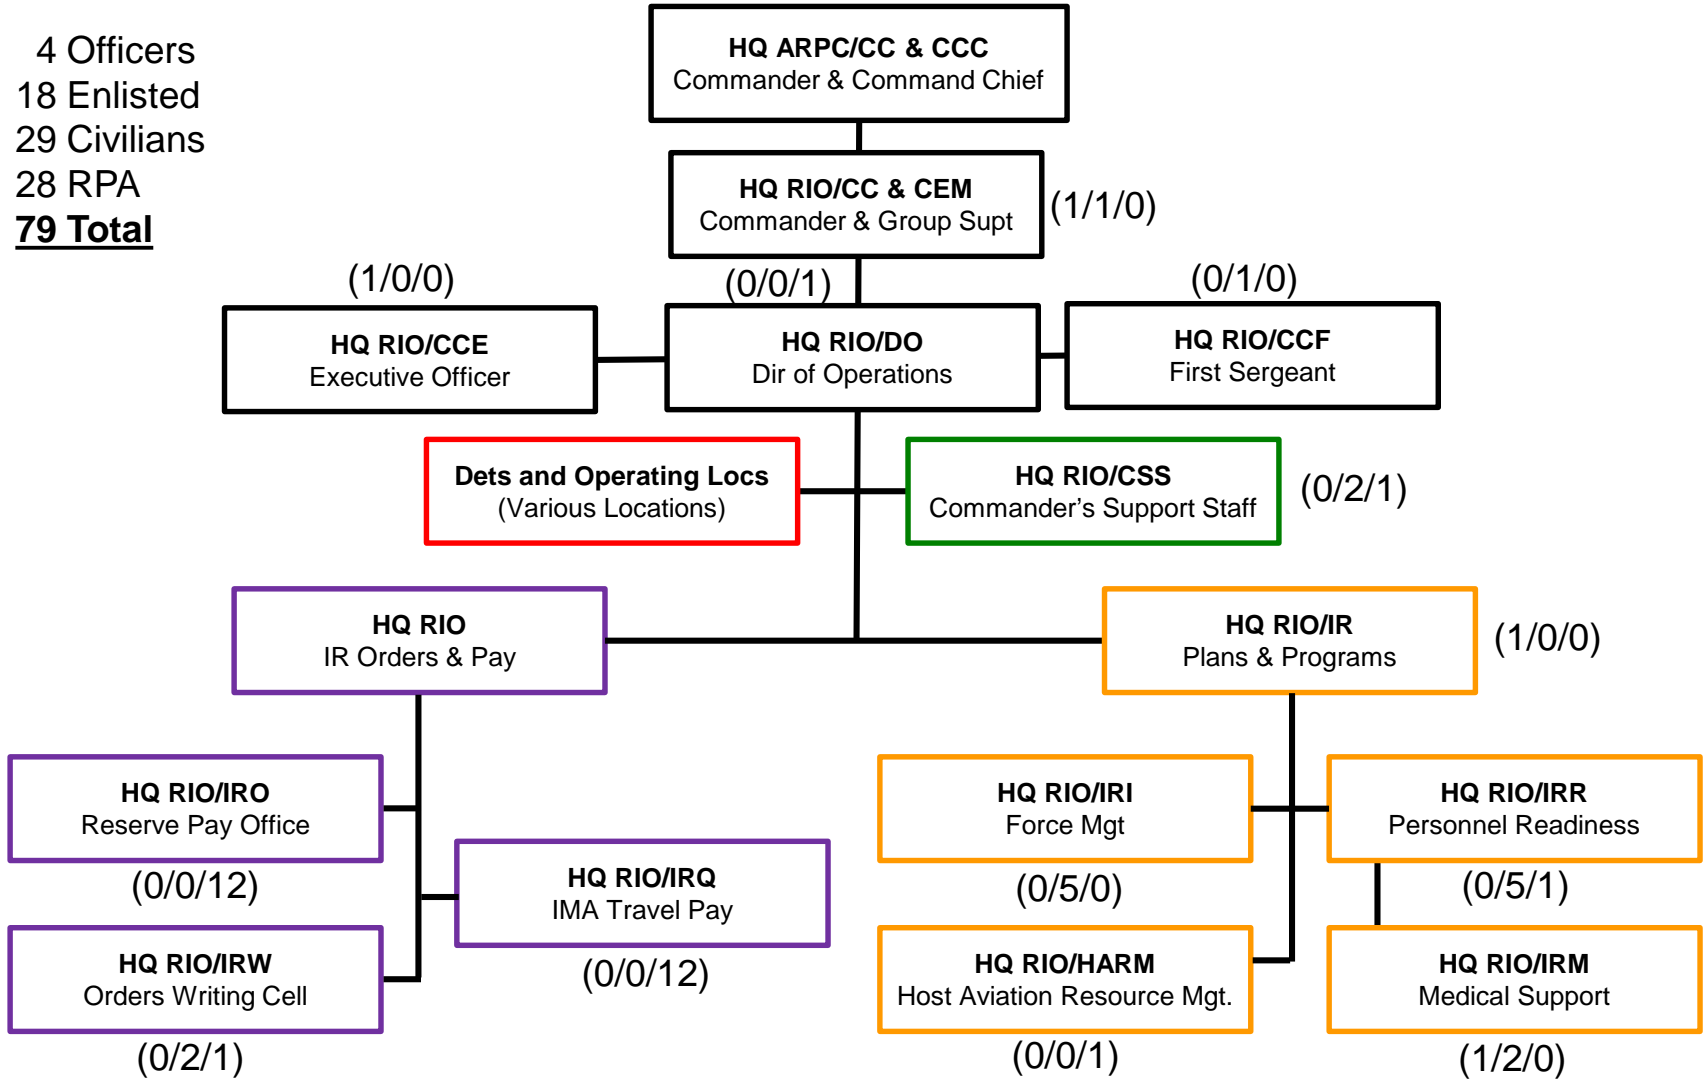 4 Officers
18 Enlisted
29 Civilians
28 RPA
79 Total
HQ ARPC/CC & CCC
Commander & Command Chief
HQ RIO/CC & CEM
Commander & Group Supt
(1/1/0)
(1/0/0)
(0/0/1)
(0/1/0)
HQ RIO/CCE
Executive Officer
HQ RIO/DO
Dir of Operations
HQ RIO/CCF
First Sergeant
Dets and Operating Locs
(Various Locations)
HQ RIO/CSS
Commander’s Support Staff
(0/2/1)
HQ RIO
IR Orders & Pay
HQ RIO/IR
Plans & Programs
(1/0/0)
HQ RIO/IRO
Reserve Pay Office
(0/0/12)
HQ RIO/IRQ
IMA Travel Pay
(0/0/12)
HQ RIO/IRW
Orders Writing Cell
(0/2/1)
HQ RIO/IRI
Force Mgt
(0/5/0)
HQ RIO/IRR
Personnel Readiness
(0/5/1)
HQ RIO/HARM
Host Aviation Resource Mgt.
(0/0/1)
HQ RIO/IRM
Medical Support
(1/2/0)